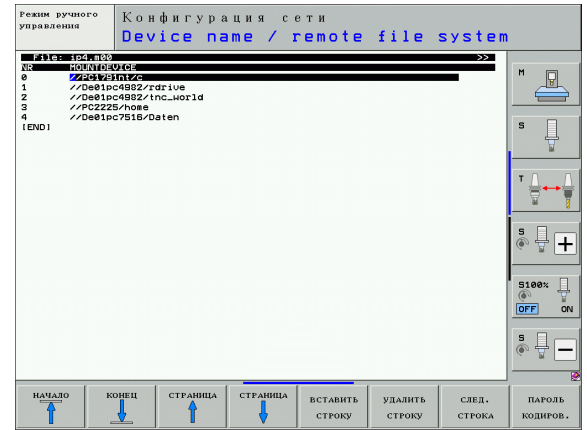 Режим ручного
управления
Конфигурация сети
Device name / remote file system
File: ip4.m00 >>
NR MOUNTDEVICE
0 //PC1791nt/c
1 //De01pc4982/rdrive
2 //De01pc4982/tnc_world
3 //PC2225/home
4 //De01pc7516/Daten
[END]
M
S
T
S
+
S100%
OFF ON
S
−
НАЧАЛО КОНЕЦ СТРАНИЦА СТРАНИЦА ВСТАВИТЬ УДАЛИТЬ СЛЕД. ПАРОЛЬ
СТРОКУ СТРОКУ СТРОКА КОДИРОВ.